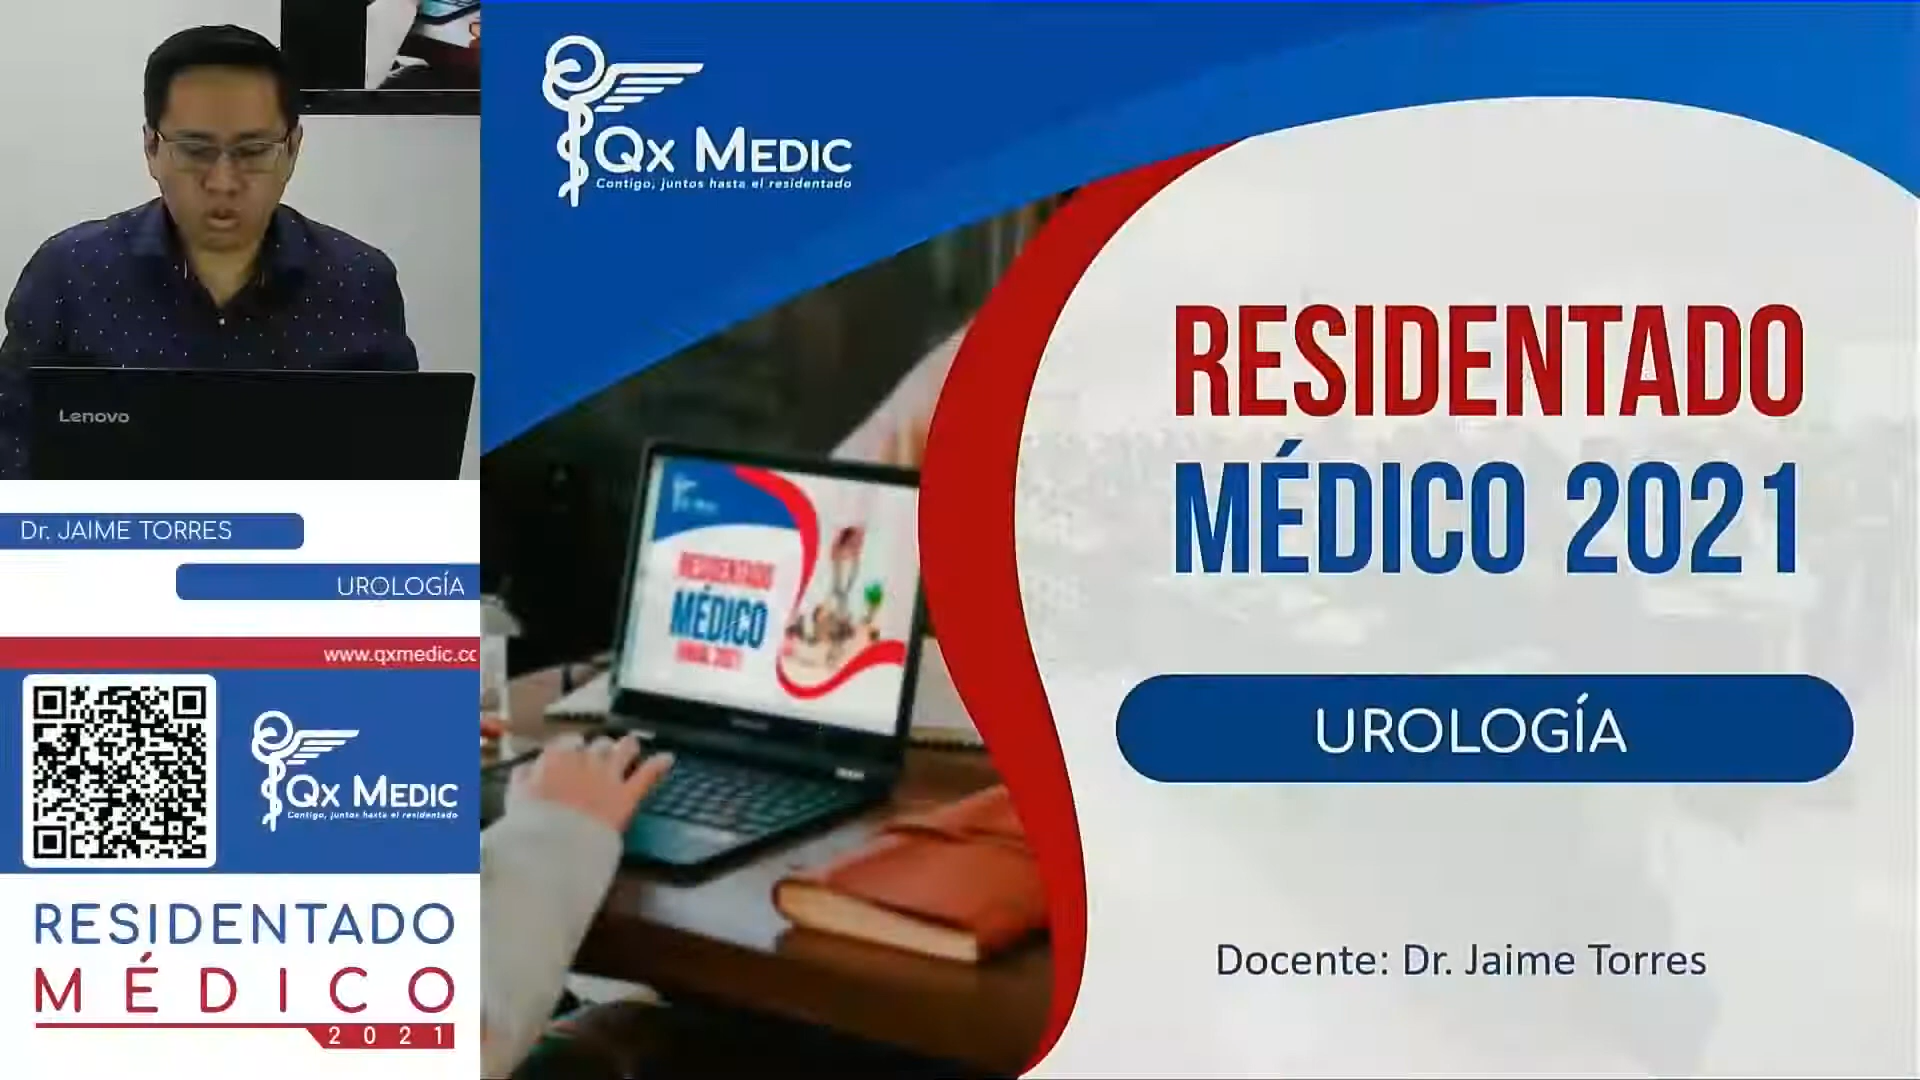 Lenovo
Dr. JAIME TORRES
UROLOGÍA
www.qxmedic.cc
Qx MEDIC
Contigo, juntos hasta el residentado
RESIDENTADO
MÉDICO
2021
Qx MEDIC
Contigo, juntos hasta el residentado
RESIDENTADO
MÉDICO 2021
UROLOGÍA
Docente: Dr. Jaime Torres
RESIDENTADO
MÉDICO